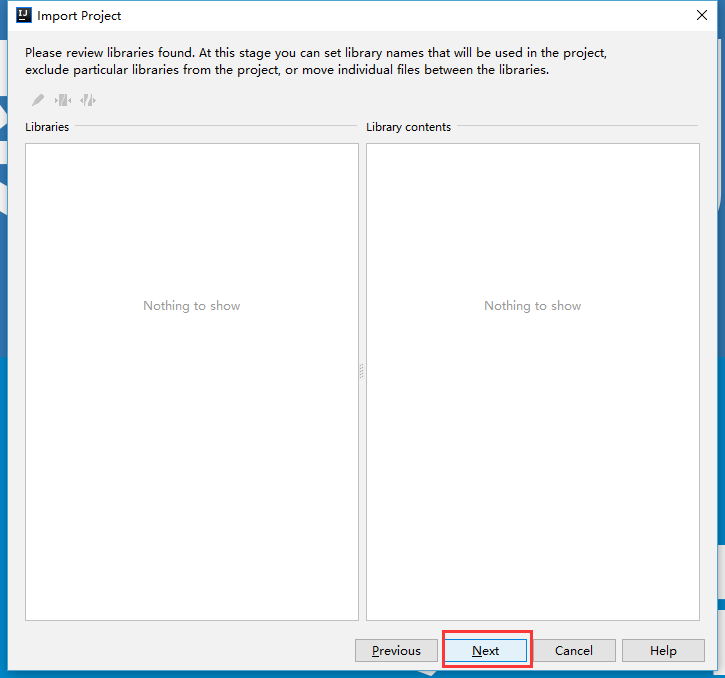 IJ
Import Project
Please review libraries found. At this stage you can set library names that will be used in the project,
exclude particular libraries from the project, or move individual files between the libraries.
Libraries
Library contents
Nothing to show
Nothing to show
Previous
Next
Cancel
Help